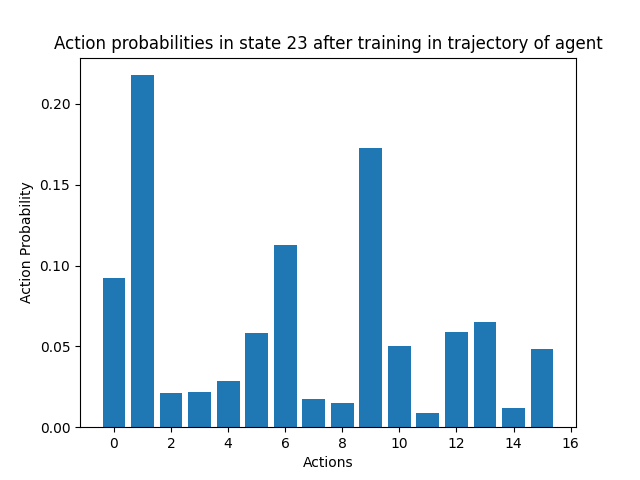 Action probabilities in state 23 after training in trajectory of agent
0.20
0.15
0.10
0.05
0.00
Action Probability
0 2 4 6 8 10 12 14 16
Actions